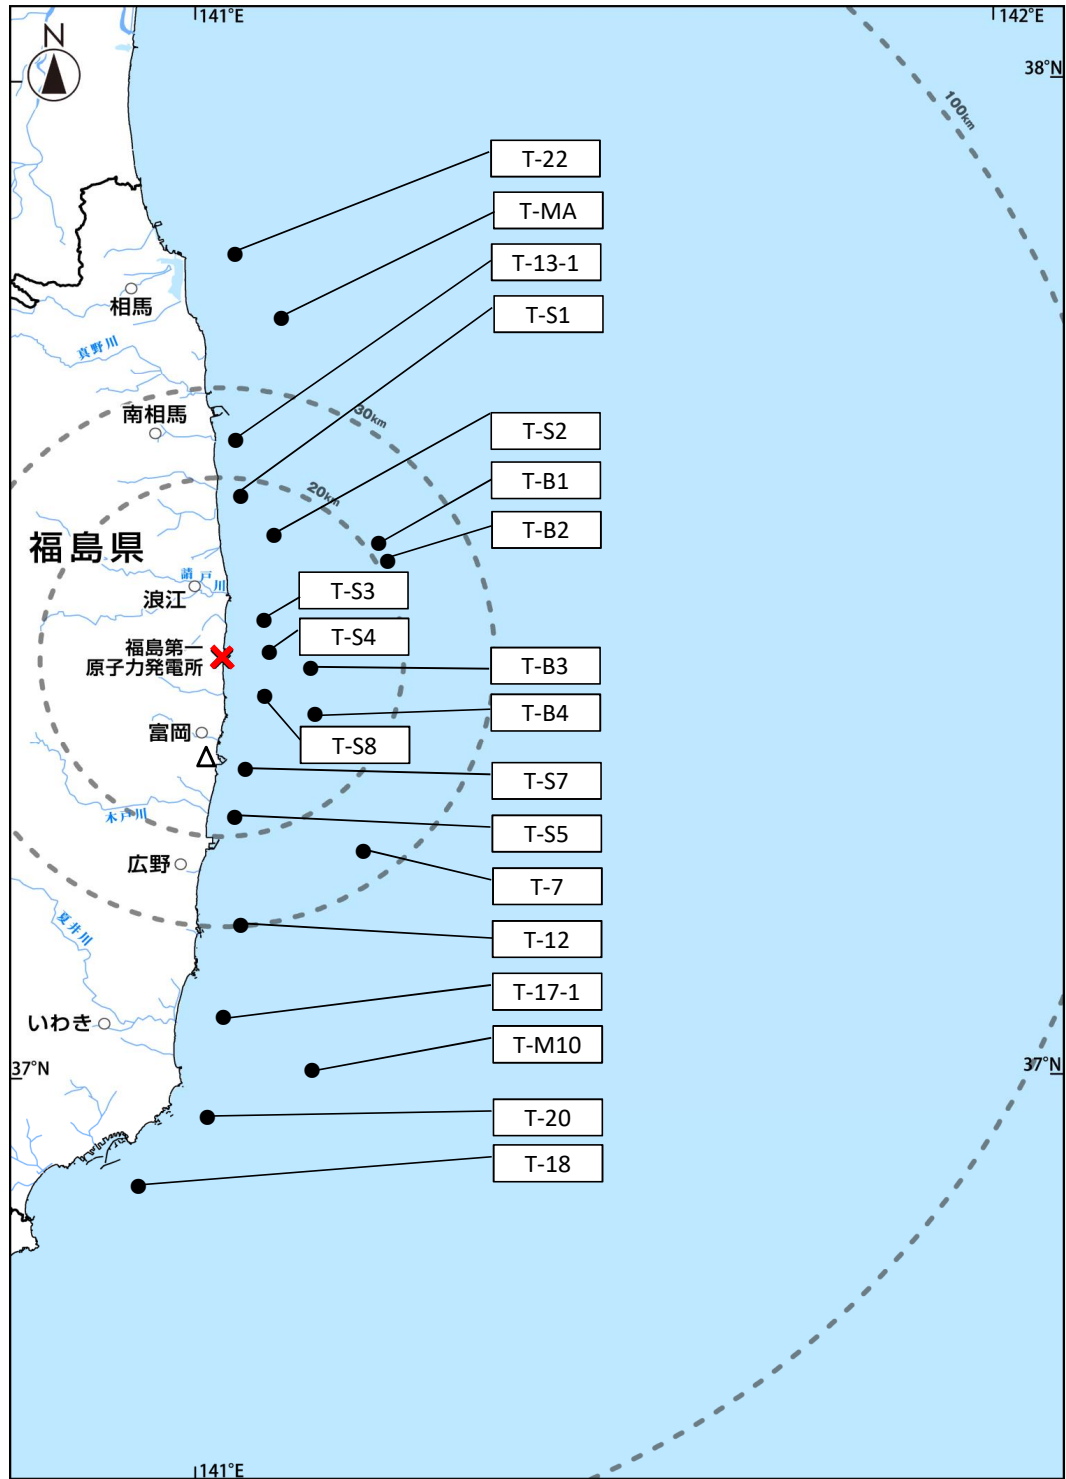 141°E
142°E
N
38°N
100km
T-22
T-MA
T-13-1
相馬
T-S1
真野川
30km
南相馬
T-S2
T-B1
20km
T-B2
福島県
請戸川
浪江
T-S3
T-S4
福島第一
原子力発電所
T-B3
T-B4
富岡
T-S8
T-S7
木戸川
T-S5
広野
T-7
夏井川
T-12
T-17-1
いわき
T-M10
37°N
37°N
T-20
T-18
141°E